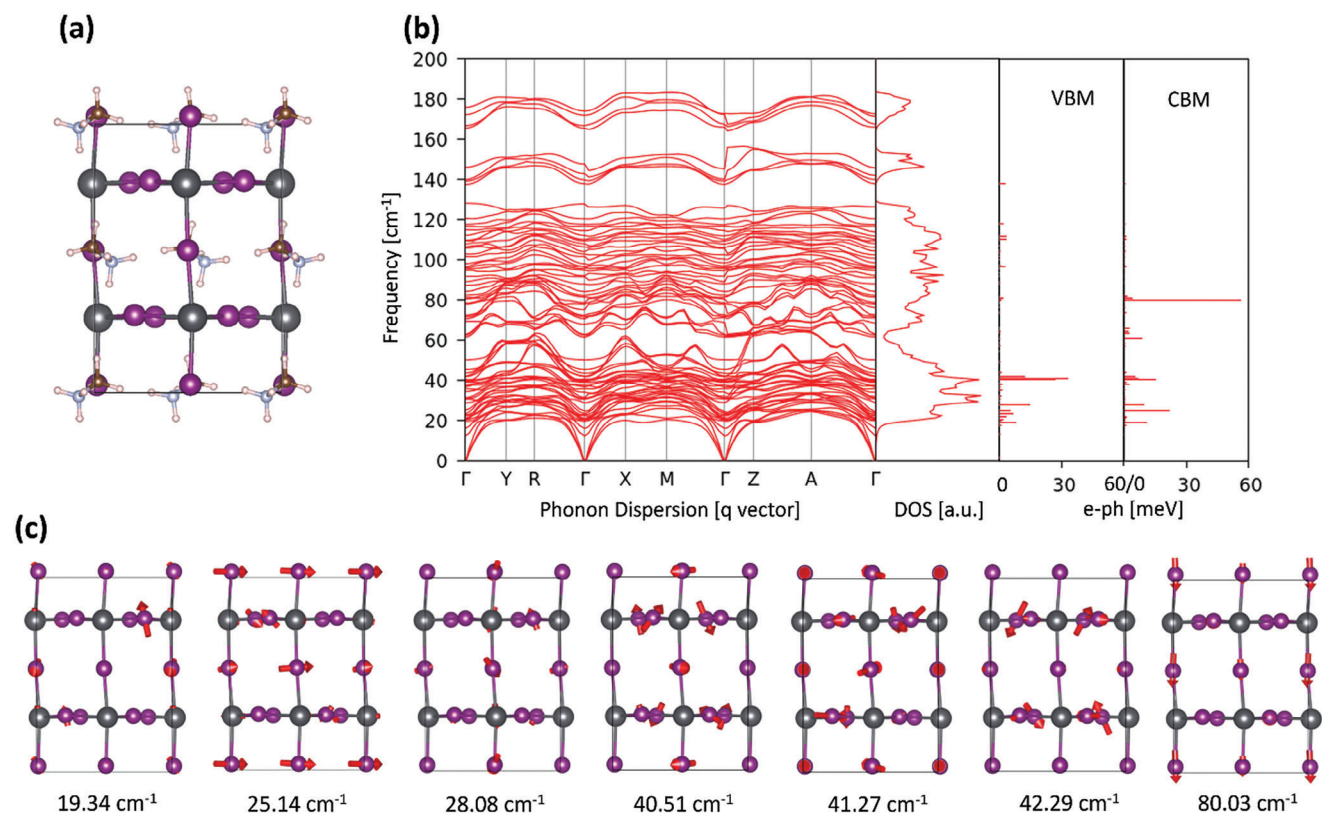 (a)
(b)
200
180
160
140
120
100
80
60
40
20
0
Frequency [cm-1]
VBM
CBM
Γ Y R Γ X M Γ Z A Γ
0 30 60/0 30 60
Phonon Dispersion [q vector]
DOS [a.u.]
e-ph [meV]
(c)
19.34 cm-1
25.14 cm-1
28.08 cm-1
40.51 cm-1
41.27 cm-1
42.29 cm-1
80.03 cm-1